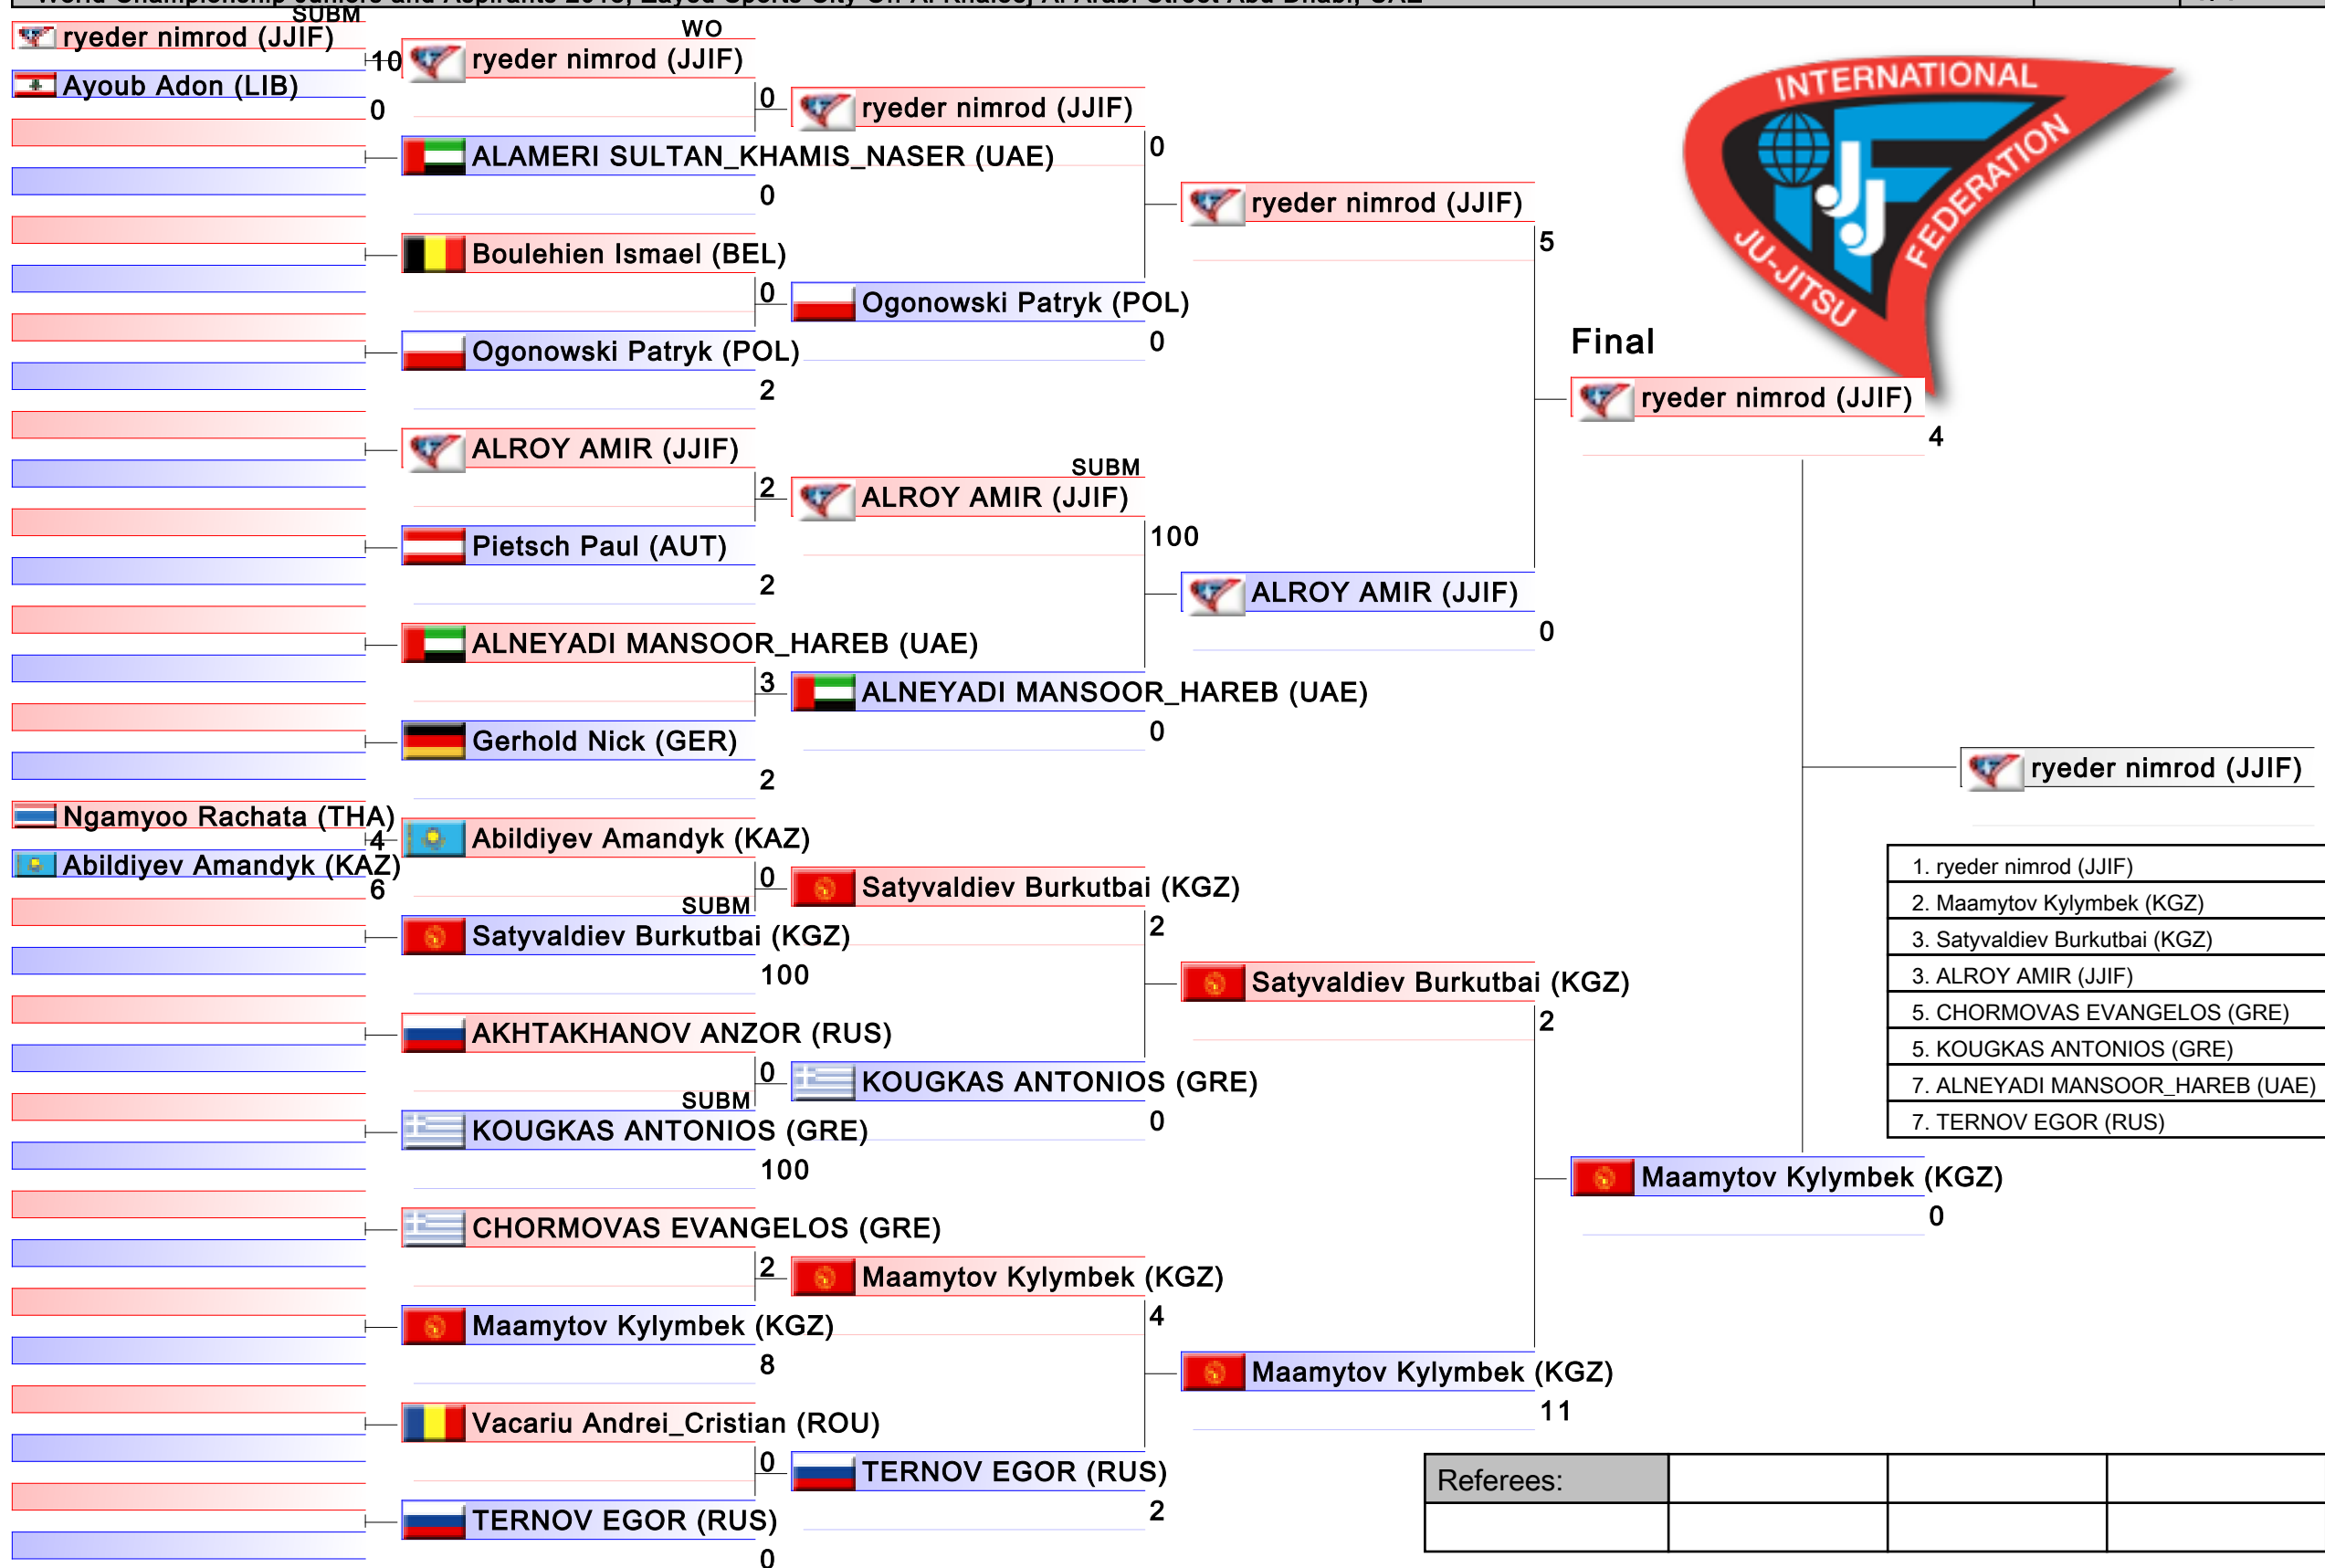 World Championship Juniors and Aspirants
SUBM
ryeder nimrod (JJIF)
10
Ayoub Adon (LIB)
0
Ngamyoo Rachata (THA)
4
Abildiyev Amandyk (KAZ)
6
WO
ryeder nimrod (JJIF)
0
ALAMERI SULTAN_KHAMIS_NASER (UAE)
0
Boulehien Ismael (BEL)
0
Ogonowski Patryk (POL)
2
ALROY AMIR (JJIF)
2
Pietsch Paul (AUT)
2
ALNEYADI MANSOOR_HAREB (UAE)
3
Gerhold Nick (GER)
2
Abildiyev Amandyk (KAZ)
0
SUBM
Satyvaldiev Burkutbai (KGZ)
100
AKHTAKHANOV ANZOR (RUS)
0
SUBM
KOUGKAS ANTONIOS (GRE)
100
CHORMOVAS EVANGELOS (GRE)
2
Maamytov Kylymbek (KGZ)
8
Vacariu Andrei_Cristian (ROU)
0
TERNOV EGOR (RUS)
0
ryeder nimrod (JJIF)
0
Ogonowski Patryk (POL)
0
SUBM
ALROY AMIR (JJIF)
100
ALNEYADI MANSOOR_HAREB (UAE)
0
Satyvaldiev Burkutbai (KGZ)
2
KOUGKAS ANTONIOS (GRE)
0
Maamytov Kylymbek (KGZ)
4
TERNOV EGOR (RUS)
2
ryeder nimrod (JJIF)
5
ALROY AMIR (JJIF)
0
Satyvaldiev Burkutbai (KGZ)
2
Maamytov Kylymbek (KGZ)
11
INTERNATIONAL
JU-JITSU
FEDERATION
JJIF
Final
ryeder nimrod (JJIF)
4
Maamytov Kylymbek (KGZ)
0
ryeder nimrod (JJIF)
1. ryeder nimrod (JJIF)
2. Maamytov Kylymbek (KGZ)
3. Satyvaldiev Burkutbai (KGZ)
3. ALROY AMIR (JJIF)
5. CHORMOVAS EVANGELOS (GRE)
5. KOUGKAS ANTONIOS (GRE)
7. ALNEYADI MANSOOR_HAREB (UAE)
7. TERNOV EGOR (RUS)
Referees: